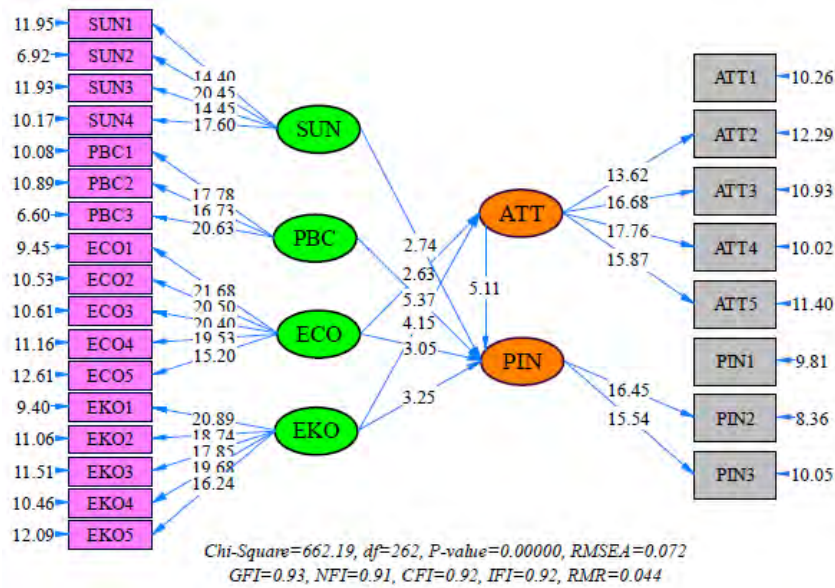 11.95 SUN1
6.92 SUN2
11.93 SUN3
10.17 SUN4
10.08 PBC1
10.89 PBC2
6.60 PBC3
9.45 ECO1
10.53 ECO2
10.61 ECO3
11.16 ECO4
12.61 ECO5
9.40 EKO1
11.06 EKO2
11.51 EKO3
10.46 EKO4
12.09 EKO5
14.40
20.45
14.45
17.60
17.78
16.73
20.63
21.68
20.50
20.40
19.53
15.20
20.89
18.74
17.85
19.68
16.24
SUN
PBC
ECO
EKO
2.74
2.63
5.37
4.15
3.05
3.25
5.11
ATT
PIN
13.62
16.68
17.76
15.87
16.45
15.54
ATT1 10.26
ATT2 12.29
ATT3 10.93
ATT4 10.02
ATT5 11.40
PIN1 9.81
PIN2 8.36
PIN3 10.05
Chi-Square=662.19, df=262, P-value=0.00000, RMSEA=0.072
GFI=0.93, NFI=0.91, CFI=0.92, IFI=0.92, RMR=0.044